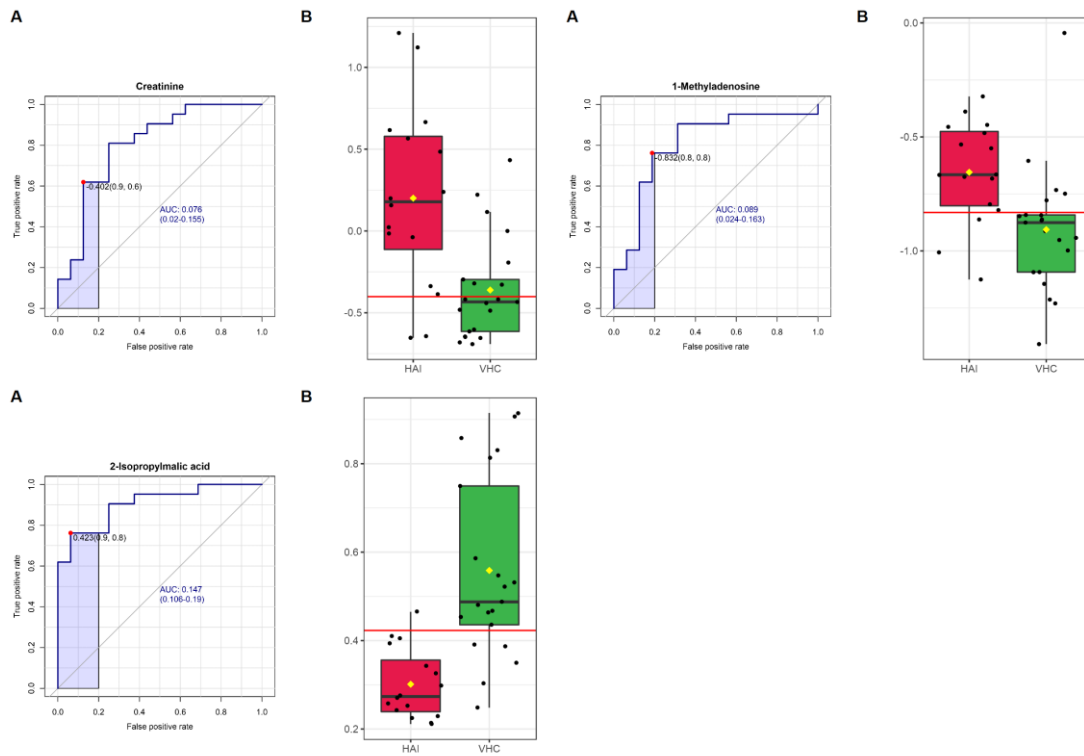 A
B
Creatinine
True positive rate
1.0
0.8
0.6
0.4
0.2
0.0
-0.402(0.9, 0.6)
AUC: 0.076
(0.02-0.155)
0.0 0.2 0.4 0.6 0.8 1.0
False positive rate
1.0
0.5
0.0
-0.5
HAI VHC
A
B
1-Methyladenosine
True positive rate
1.0
0.8
0.6
0.4
0.2
0.0
-0.832(0.8, 0.8)
AUC: 0.089
(0.024-0.163)
0.0 0.2 0.4 0.6 0.8 1.0
False positive rate
0.0
-0.5
-1.0
HAI VHC
A
B
2-Isopropylmalic acid
True positive rate
1.0
0.8
0.6
0.4
0.2
0.0
0.423(0.9, 0.8)
AUC: 0.147
(0.106-0.19)
0.0 0.2 0.4 0.6 0.8 1.0
False positive rate
0.8
0.6
0.4
0.2
HAI VHC